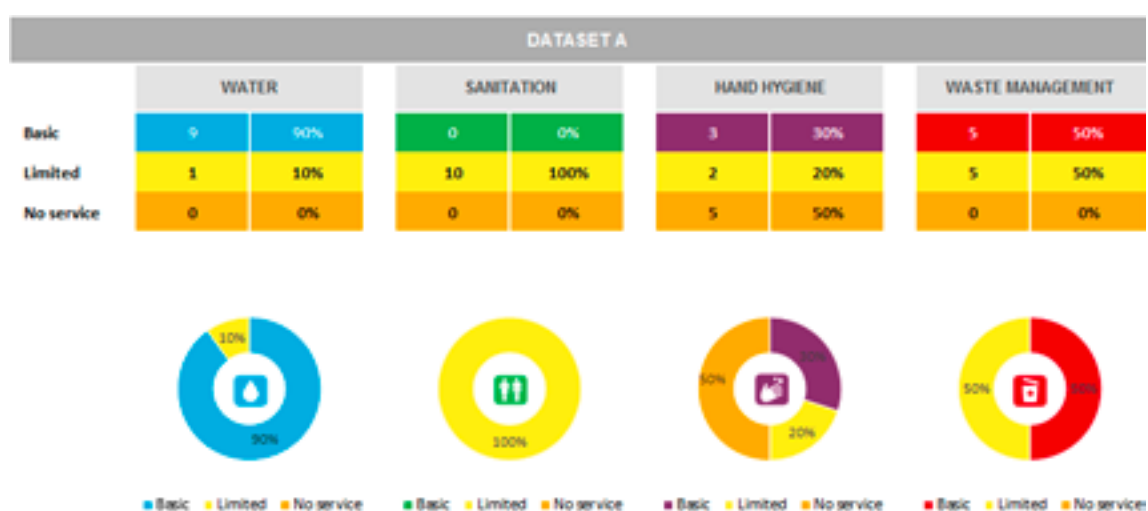 DATASET A
WATER SANITATION HAND HYGIENE WASTE MANAGEMENT
Basic 9 90% 0 0% 3 30% 5 50%
Limited 1 10% 10 100% 2 20% 5 50%
No service 0 0% 0 0% 5 50% 0 0%
10%
90%
100%
50% 30%
20%
50% 50%
Basic Limited No service Basic Limited No service Basic Limited No service Basic Limited No service